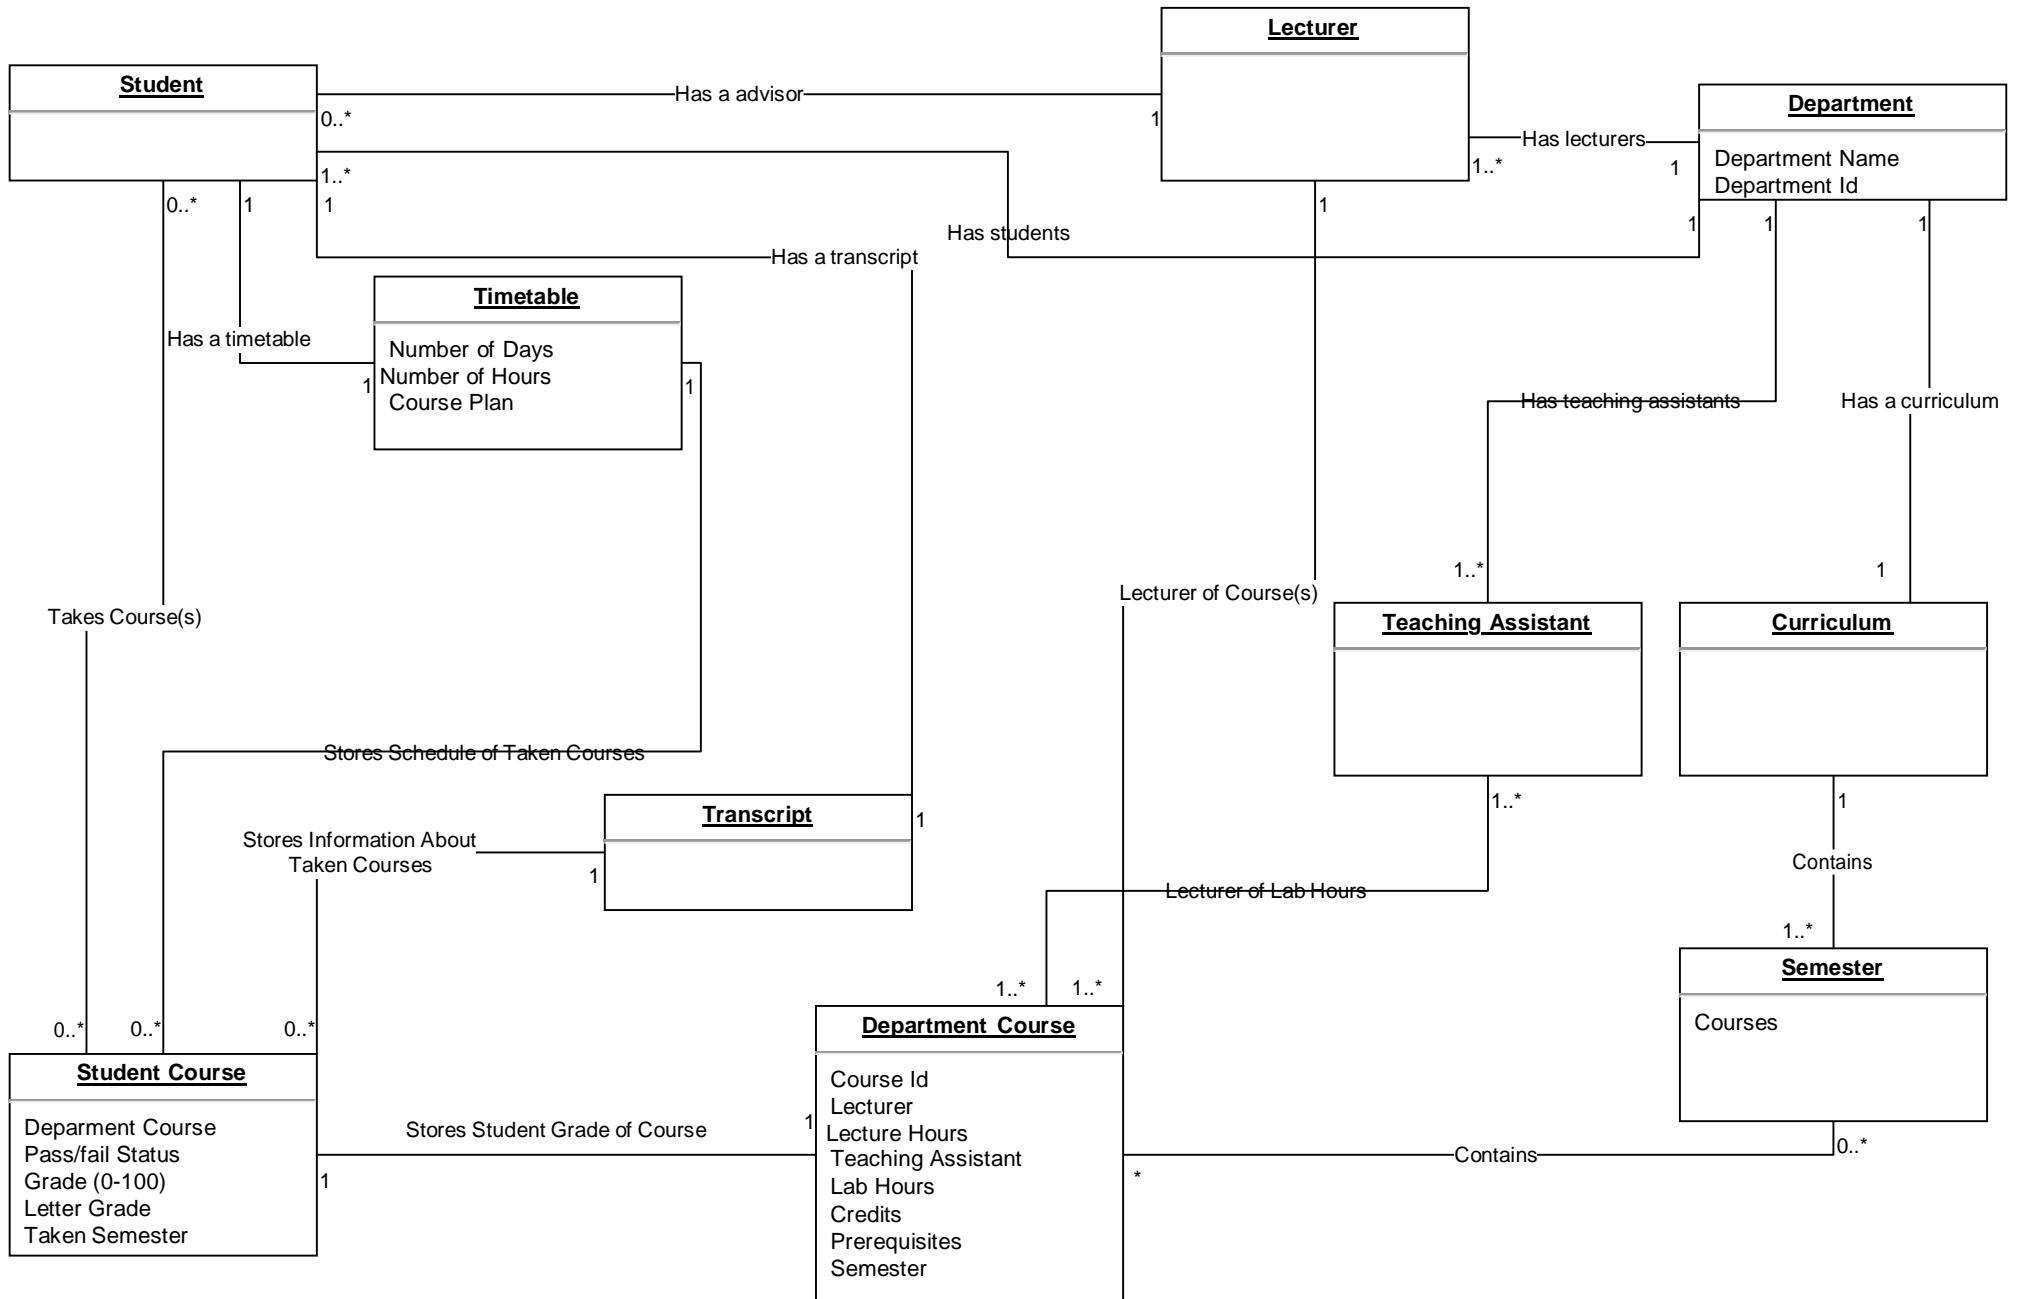 Lecturer
Student
Has a advisor
Department
0..*
1
Has lecturers
Department Name
1..*
1
Department Id
1..*
0..*
1
1
1
1
1
1
Has students
Has a transcript
Timetable
Has a timetable
Number of Days
1
Number of Hours
1
Course Plan
Has teaching assistants
Has a curriculum
1..*
1
Lecturer of Course(s)
Takes Course(s)
Teaching Assistant
Curriculum
Stores Schedule of Taken Courses
1..*
1
Transcript
1
Stores Information About
Taken Courses
1
Contains
Lecturer of Lab Hours
1..*
Semester
1..*
1..*
0..*
0..*
0..*
Department Course
Courses
Student Course
Course Id
Lecturer
Lecture Hours
Teaching Assistant
Lab Hours
Credits
Prerequisites
Semester
Deparment Course
Pass/fail Status
Grade (0-100)
Letter Grade
Taken Semester
Stores Student Grade of Course
1
1
Contains
*
0..*